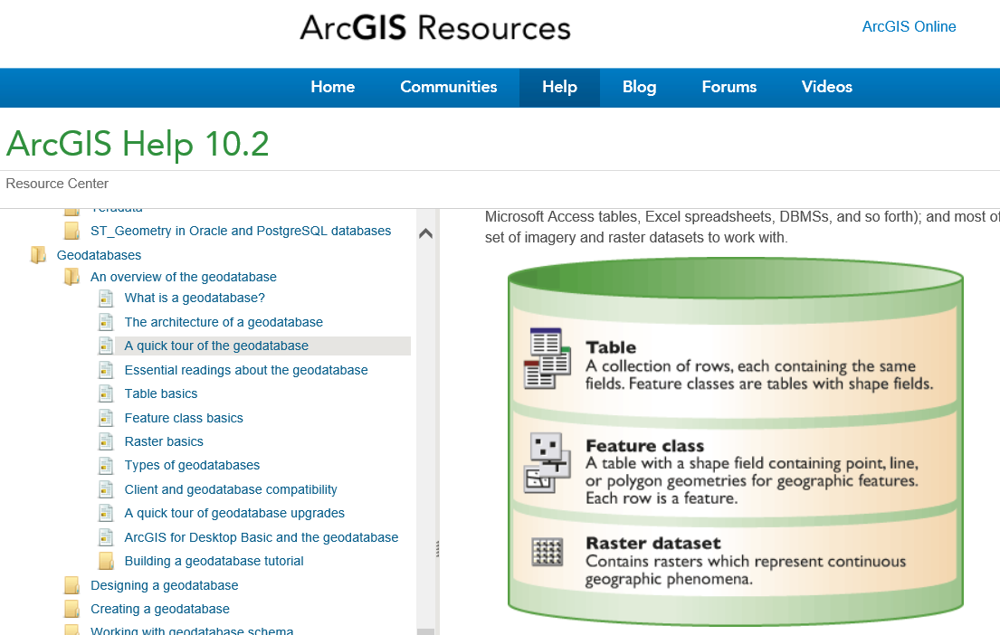 ArcGIS Resources
ArcGIS Online
Home
Communities
Help
Blog
Forums
Videos
ArcGIS Help 10.2
Resource Center
Teradata
ST_Geometry in Oracle and PostgreSQL databases
Geodatabases
An overview of the geodatabase
What is a geodatabase?
The architecture of a geodatabase
A quick tour of the geodatabase
Essential readings about the geodatabase
Table basics
Feature class basics
Raster basics
Types of geodatabases
Client and geodatabase compatibility
A quick tour of geodatabase upgrades
ArcGIS for Desktop Basic and the geodatabase
Building a geodatabase tutorial
Designing a geodatabase
Creating a geodatabase
Working with geodatabase schema
Microsoft Access tables, Excel spreadsheets, DBMSs, and so forth); and most of
set of imagery and raster datasets to work with.
Table
A collection of rows, each containing the same
fields. Feature classes are tables with shape fields.
Feature class
A table with a shape field containing point, line,
or polygon geometries for geographic features.
Each row is a feature.
Raster dataset
Contains rasters which represent continuous
geographic phenomena.